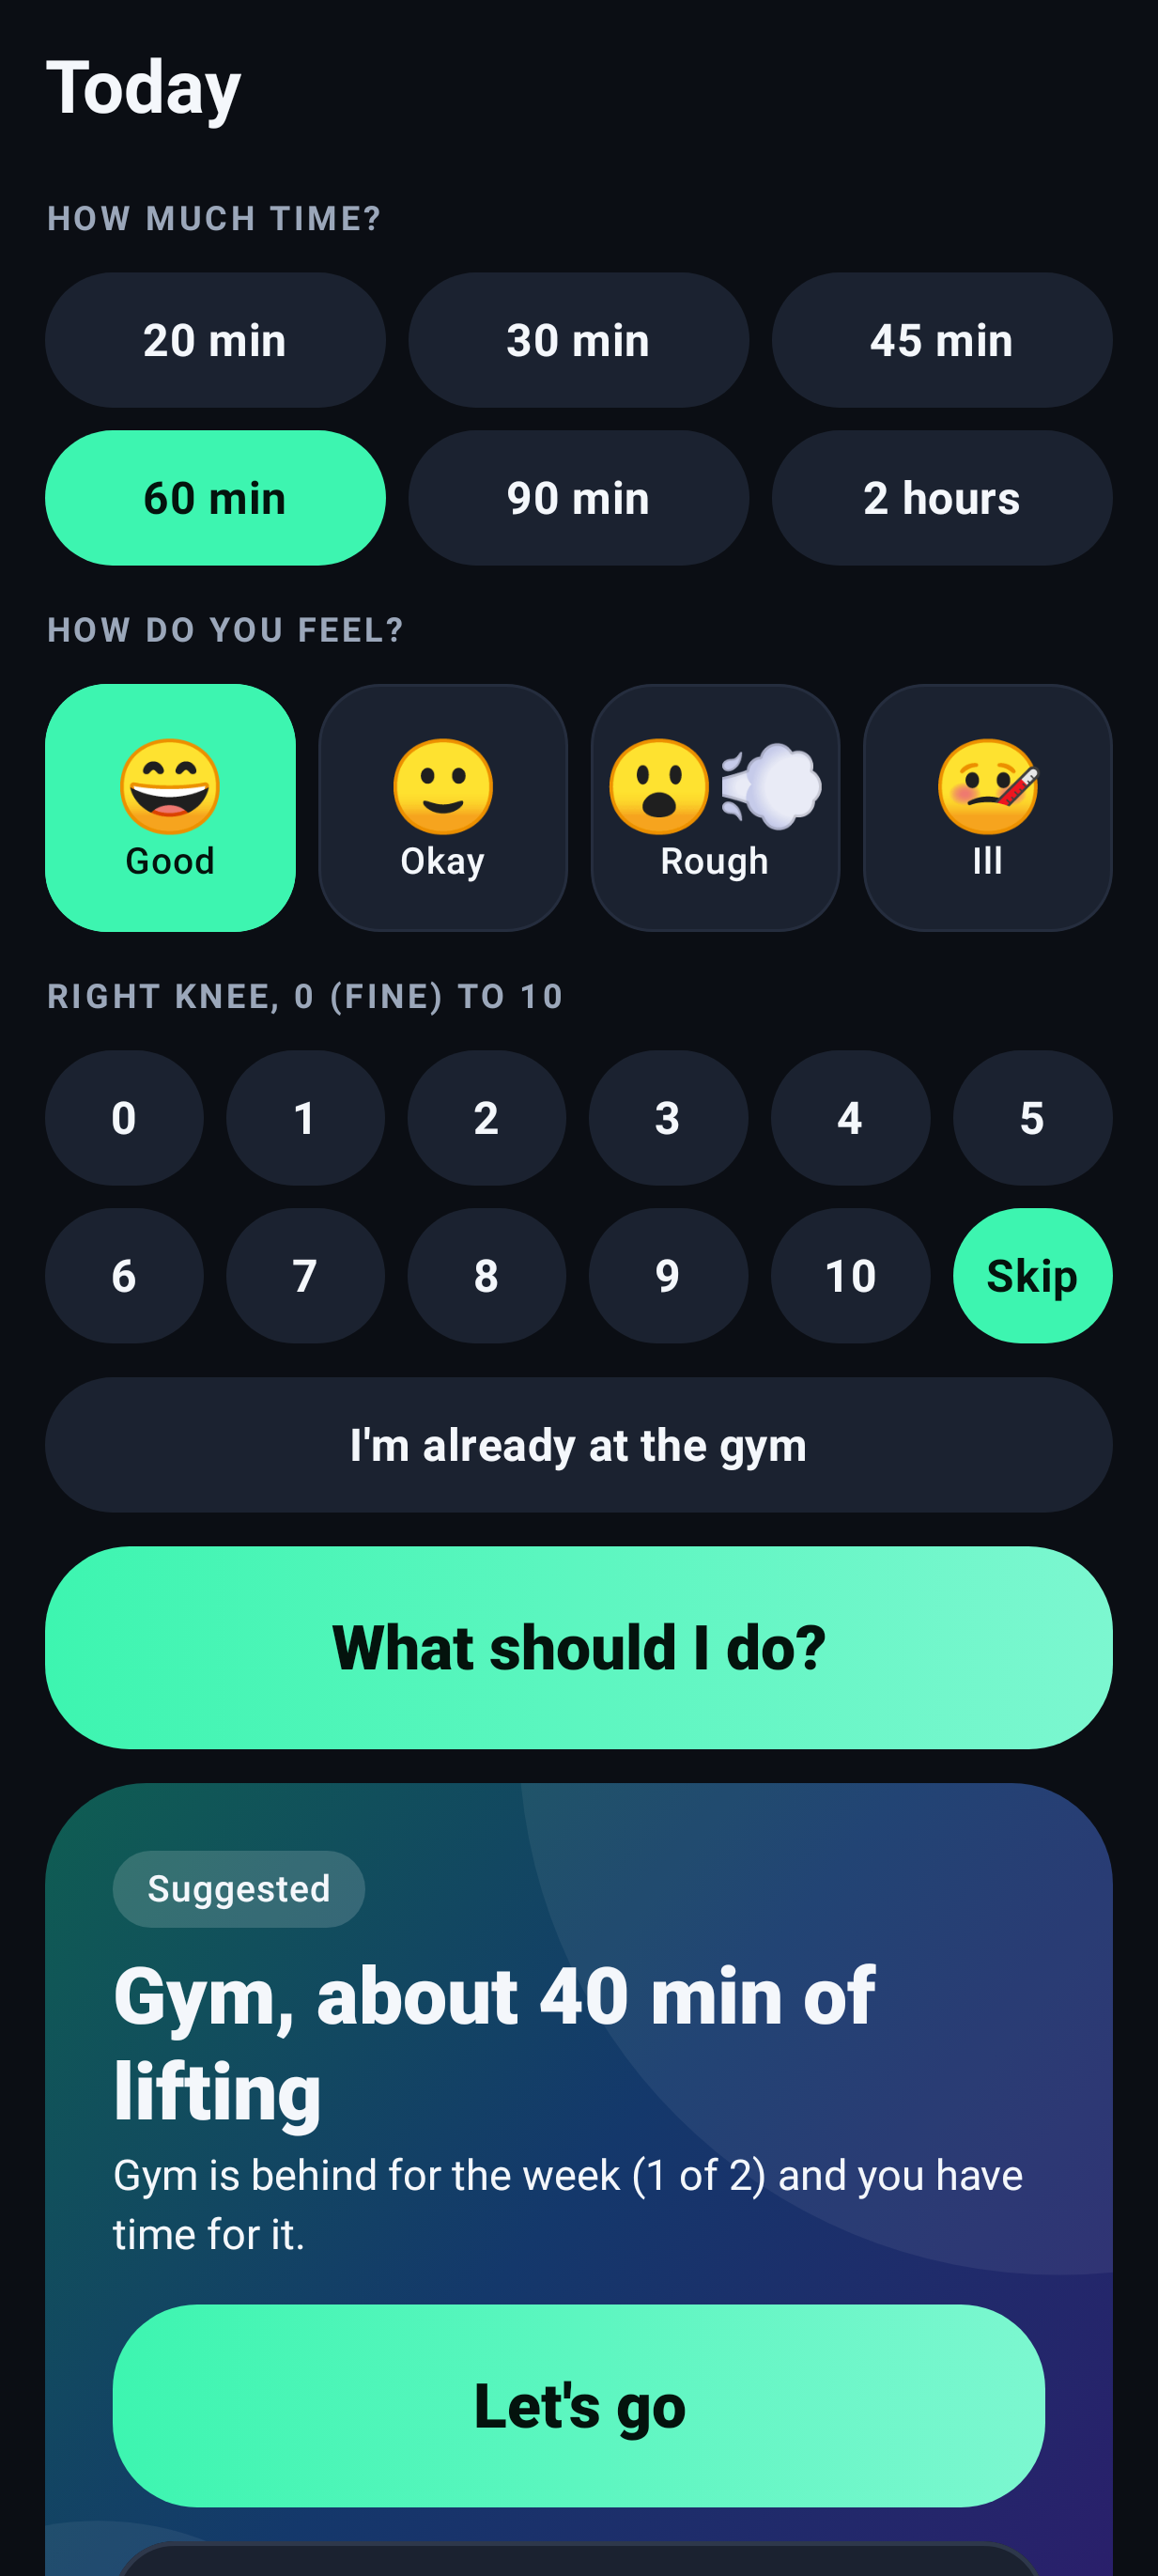 Today
HOW MUCH TIME?
20 min 30 min 45 min
60 min 90 min 2 hours
HOW DO YOU FEEL?
Good Okay Rough Ill
RIGHT KNEE, 0 (FINE) TO 10
0 1 2 3 4 5
6 7 8 9 10 Skip
I'm already at the gym
What should I do?
Suggested
Gym, about 40 min of
lifting
Gym is behind for the week (1 of 2) and you have
time for it.
Let's go